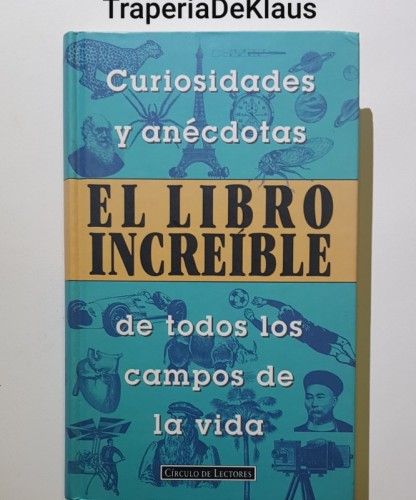 TraperiaDeKlaus
Curiosidades
y anécdotas
EL LIBRO
INCREÍBLE
de todos los
campos de
la vida
CÍRCULO DE LECTORES